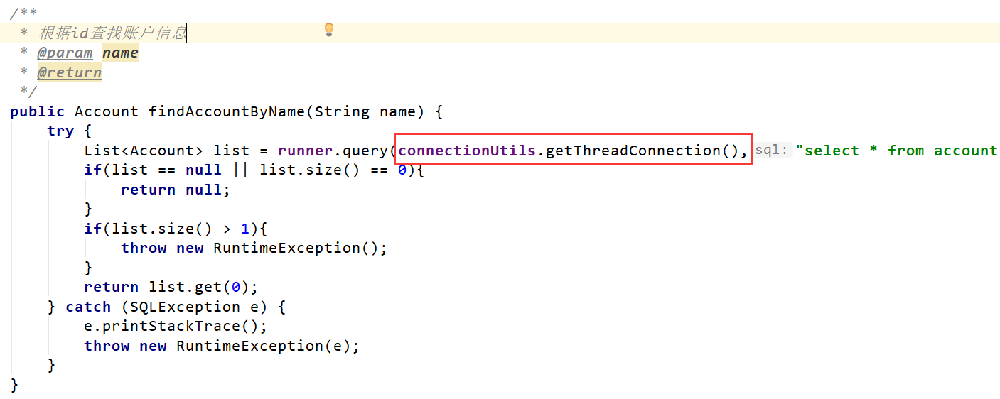 /**
 * 根据id查找账户信息
 * @param name
 * @return
 */
public Account findAccountByName(String name) {
    try {
        List<Account> list = runner.query(connectionUtils.getThreadConnection(), sql: "select * from account
        if(list == null || list.size() == 0){
            return null;
        }
        if(list.size() > 1){
            throw new RuntimeException();
        }
        return list.get(0);
    } catch (SQLException e) {
        e.printStackTrace();
        throw new RuntimeException(e);
    }
}